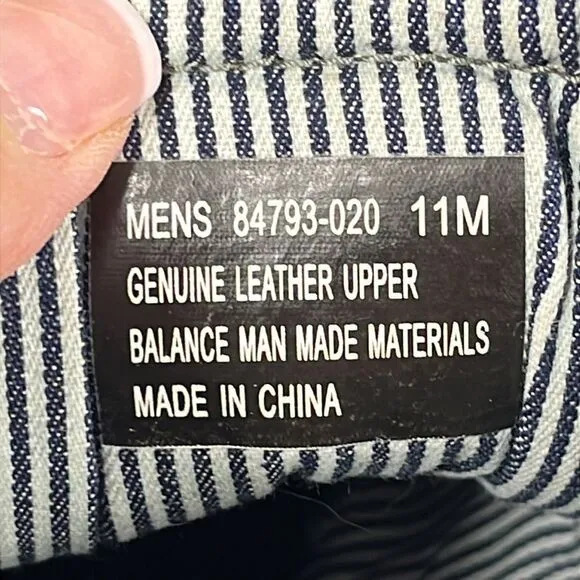 MENS 84793-020 11M
GENUINE LEATHER UPPER
BALANCE MAN MADE MATERIALS
MADE IN CHINA